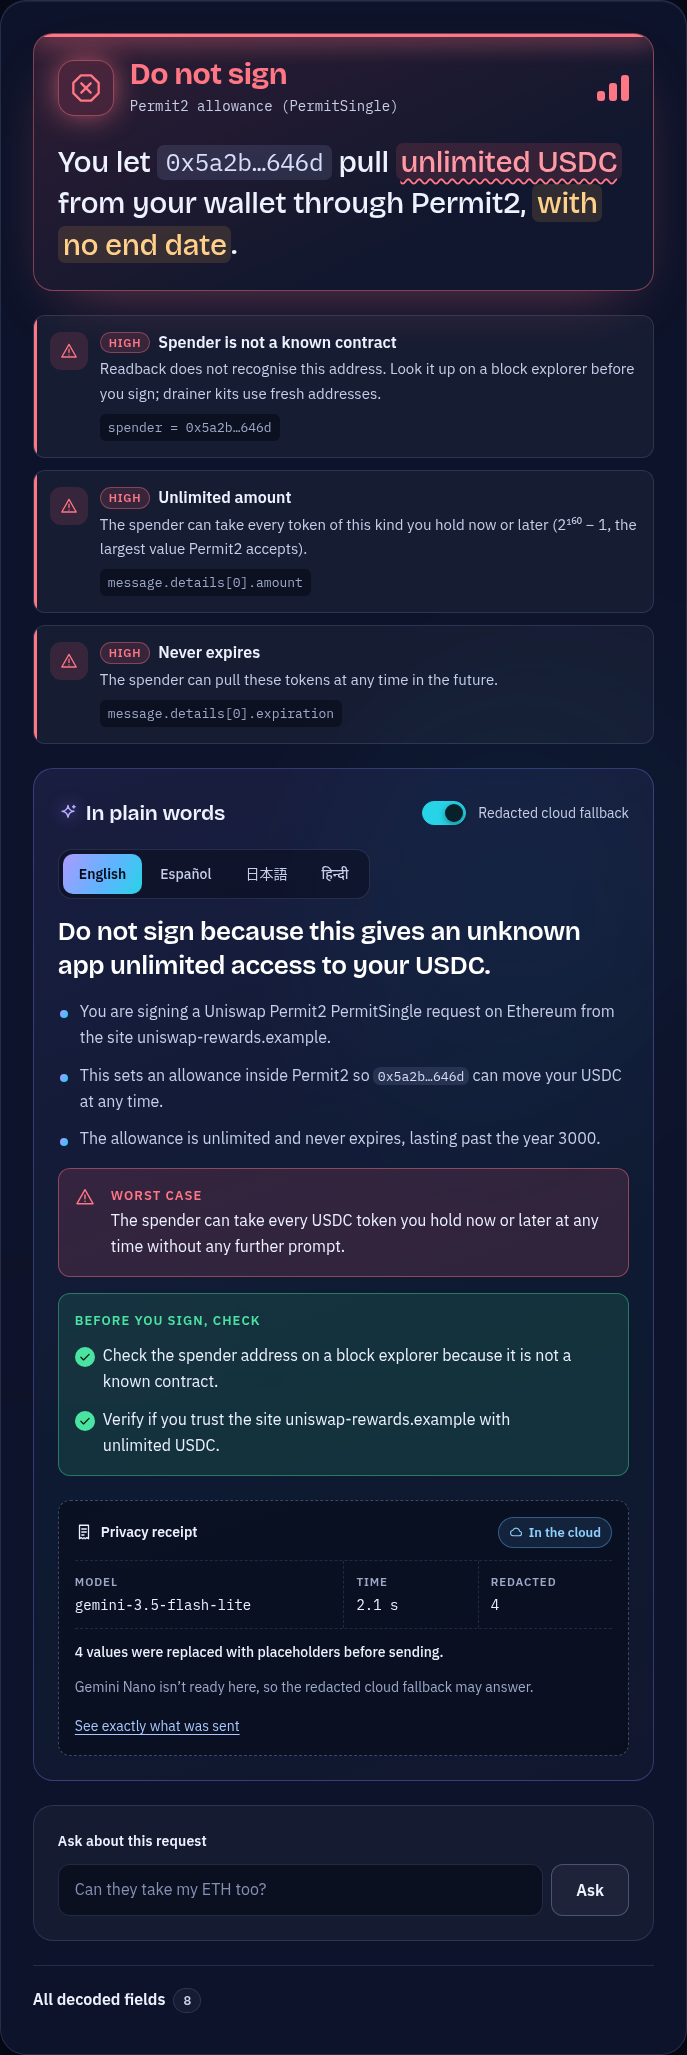 Do not sign
Permit2 allowance (PermitSingle)
You let 0x5a2b…646d pull unlimited USDC
from your wallet through Permit2, with
no end date.
HIGH Spender is not a known contract
Readback does not recognise this address. Look it up on a block explorer before
you sign; drainer kits use fresh addresses.
spender = 0x5a2b…646d
HIGH Unlimited amount
The spender can take every token of this kind you hold now or later (2¹⁶⁰ − 1, the
largest value Permit2 accepts).
message.details[0].amount
HIGH Never expires
The spender can pull these tokens at any time in the future.
message.details[0].expiration
In plain words
Redacted cloud fallback
English Español 日本語 हिन्दी
Do not sign because this gives an unknown
app unlimited access to your USDC.
You are signing a Uniswap Permit2 PermitSingle request on Ethereum from
the site uniswap-rewards.example.
This sets an allowance inside Permit2 so 0x5a2b…646d can move your USDC
at any time.
The allowance is unlimited and never expires, lasting past the year 3000.
WORST CASE
The spender can take every USDC token you hold now or later at any
time without any further prompt.
BEFORE YOU SIGN, CHECK
Check the spender address on a block explorer because it is not a
known contract.
Verify if you trust the site uniswap-rewards.example with
unlimited USDC.
Privacy receipt
In the cloud
MODEL TIME REDACTED
gemini-3.5-flash-lite 2.1 s 4
4 values were replaced with placeholders before sending.
Gemini Nano isn’t ready here, so the redacted cloud fallback may answer.
See exactly what was sent
Ask about this request
Can they take my ETH too?
Ask
All decoded fields 8